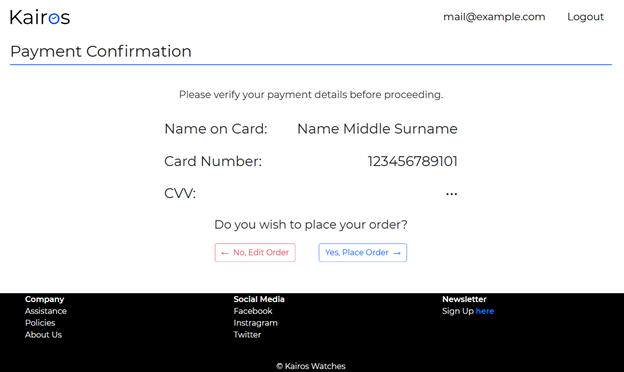 Kairos
mail@example.com Logout
Payment Confirmation
Please verify your payment details before proceeding.
Name on Card: Name Middle Surname
Card Number: 123456789101
CVV: •••
Do you wish to place your order?
← No, Edit Order Yes, Place Order →
Company Social Media Newsletter
Assistance Facebook Sign Up here
Policies Instragram
About Us Twitter
© Kairos Watches